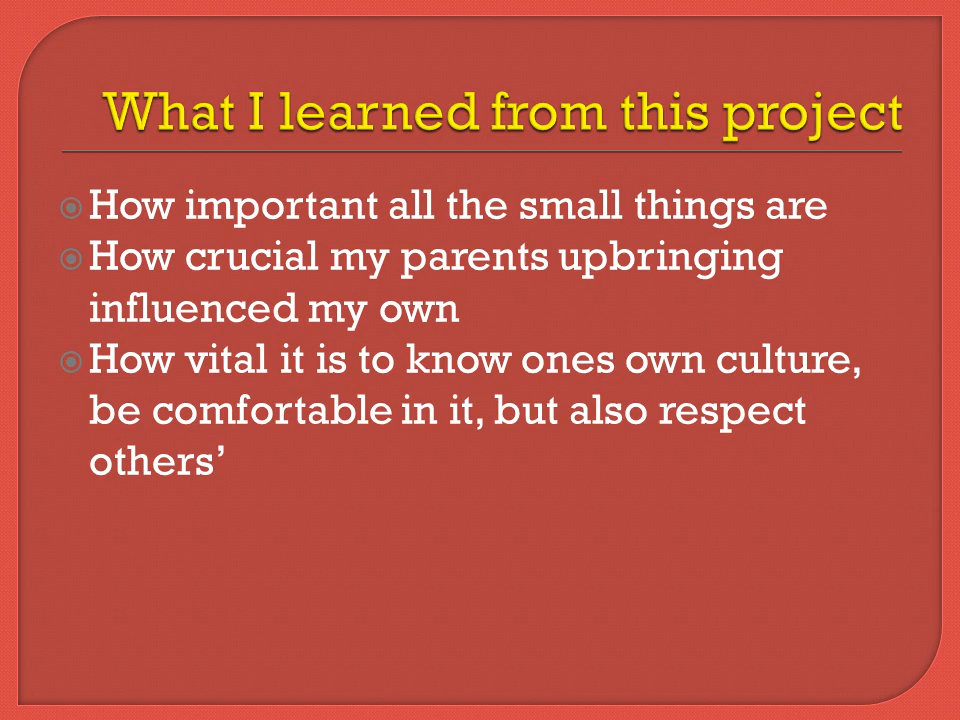 What I learned from this project
How important all the small things are
How crucial my parents upbringing
influenced my own
How vital it is to know ones own culture,
be comfortable in it, but also respect
others’